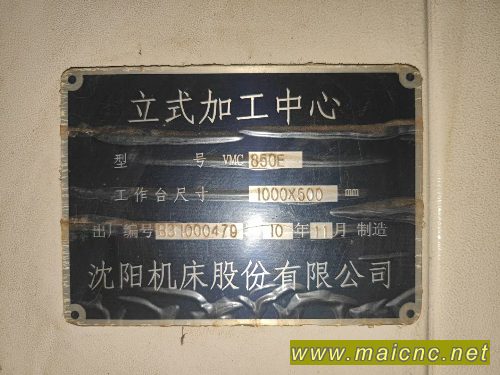 立式加工中心
型 号 VMC 850E
工作台尺寸 1000X500 mm
出厂编号 B31000479 10 年 11 月 制造
沈阳机床股份有限公司
www.maicnc.net